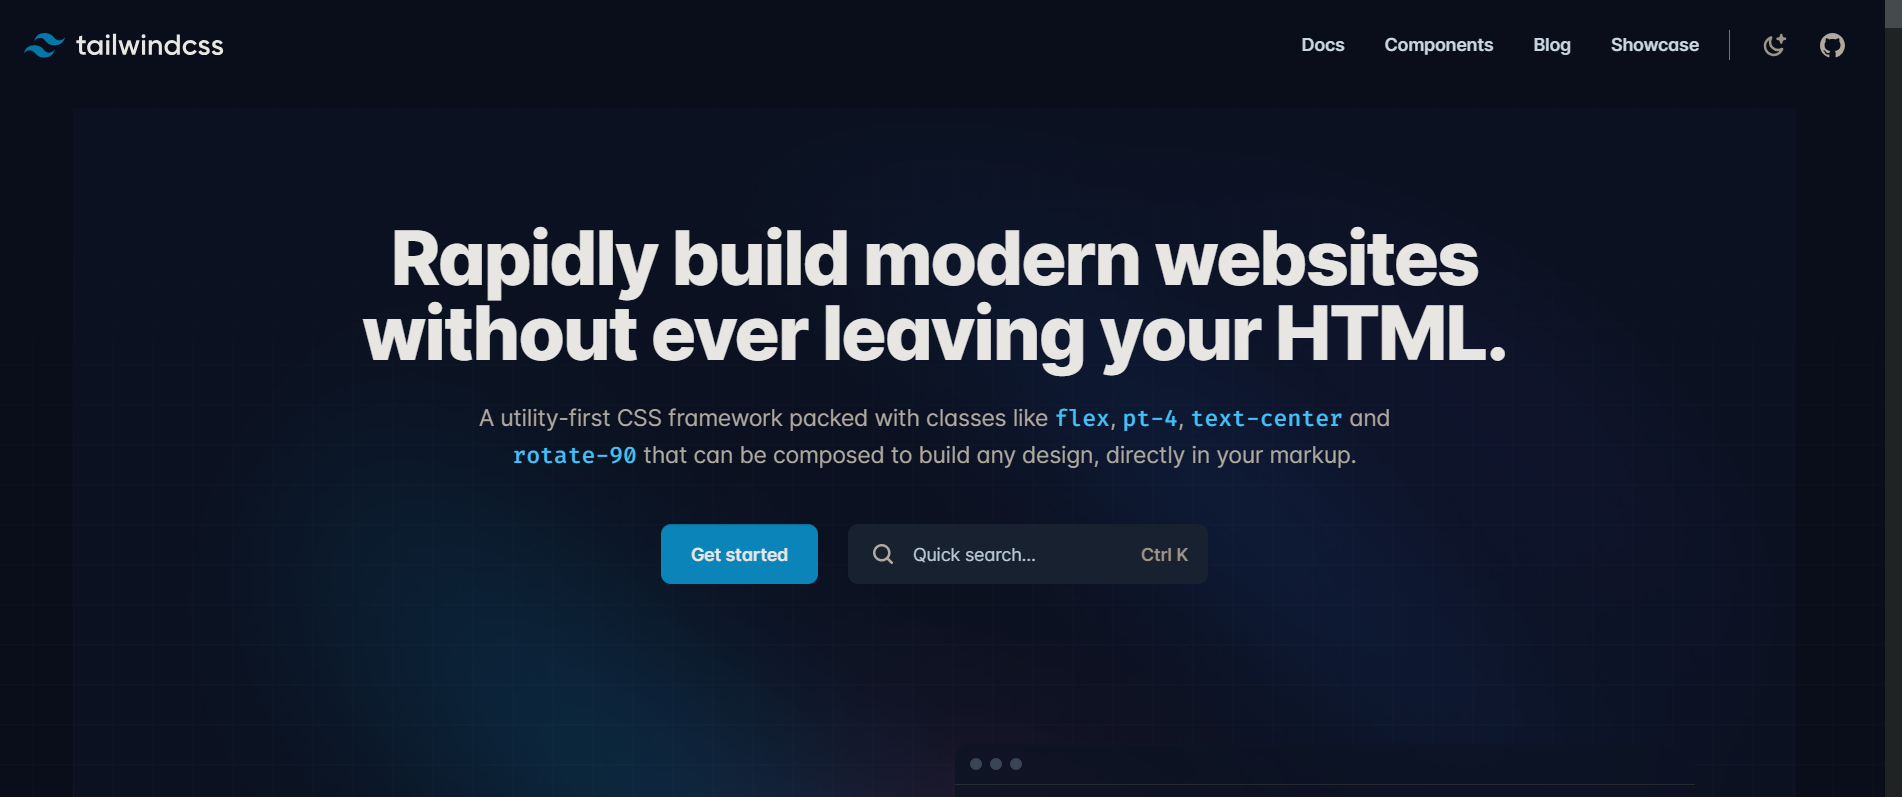 tailwindcss
Docs
Components
Blog
Showcase
Rapidly build modern websites
without ever leaving your HTML.
A utility-first CSS framework packed with classes like flex, pt-4, text-center and
rotate-90 that can be composed to build any design, directly in your markup.
Get started
Quick search...
Ctrl K